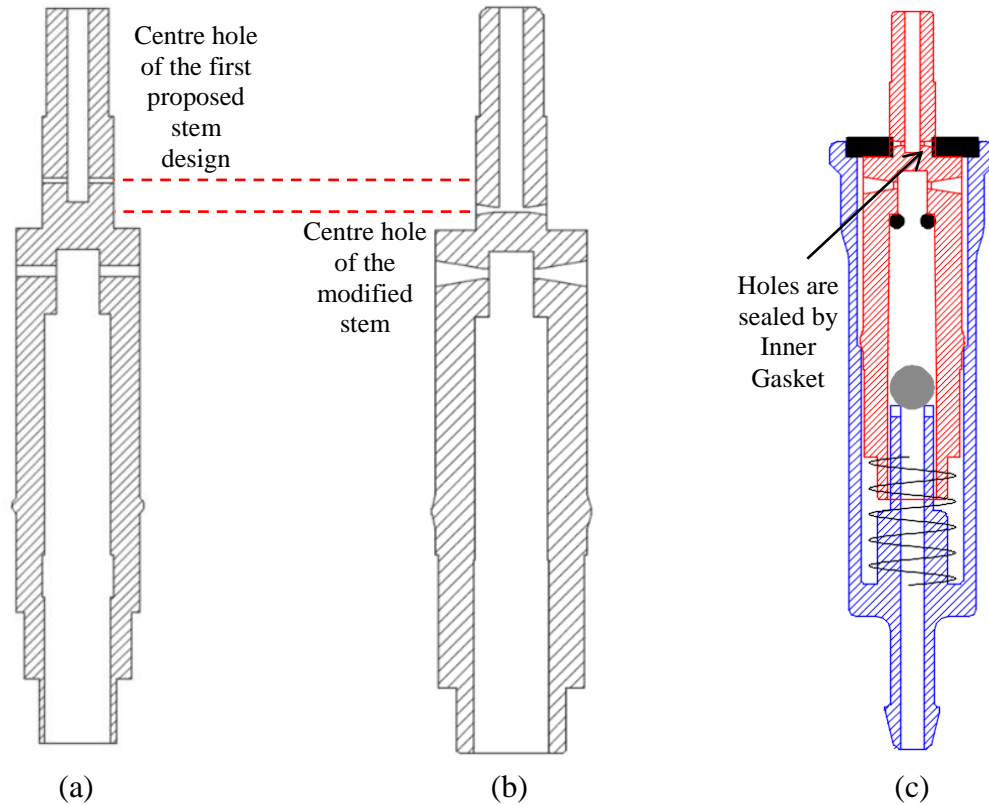 Centre hole
of the first
proposed
stem
design
Centre hole
of the
modified
stem
Holes are
sealed by
Inner
Gasket
(a)
(b)
(c)